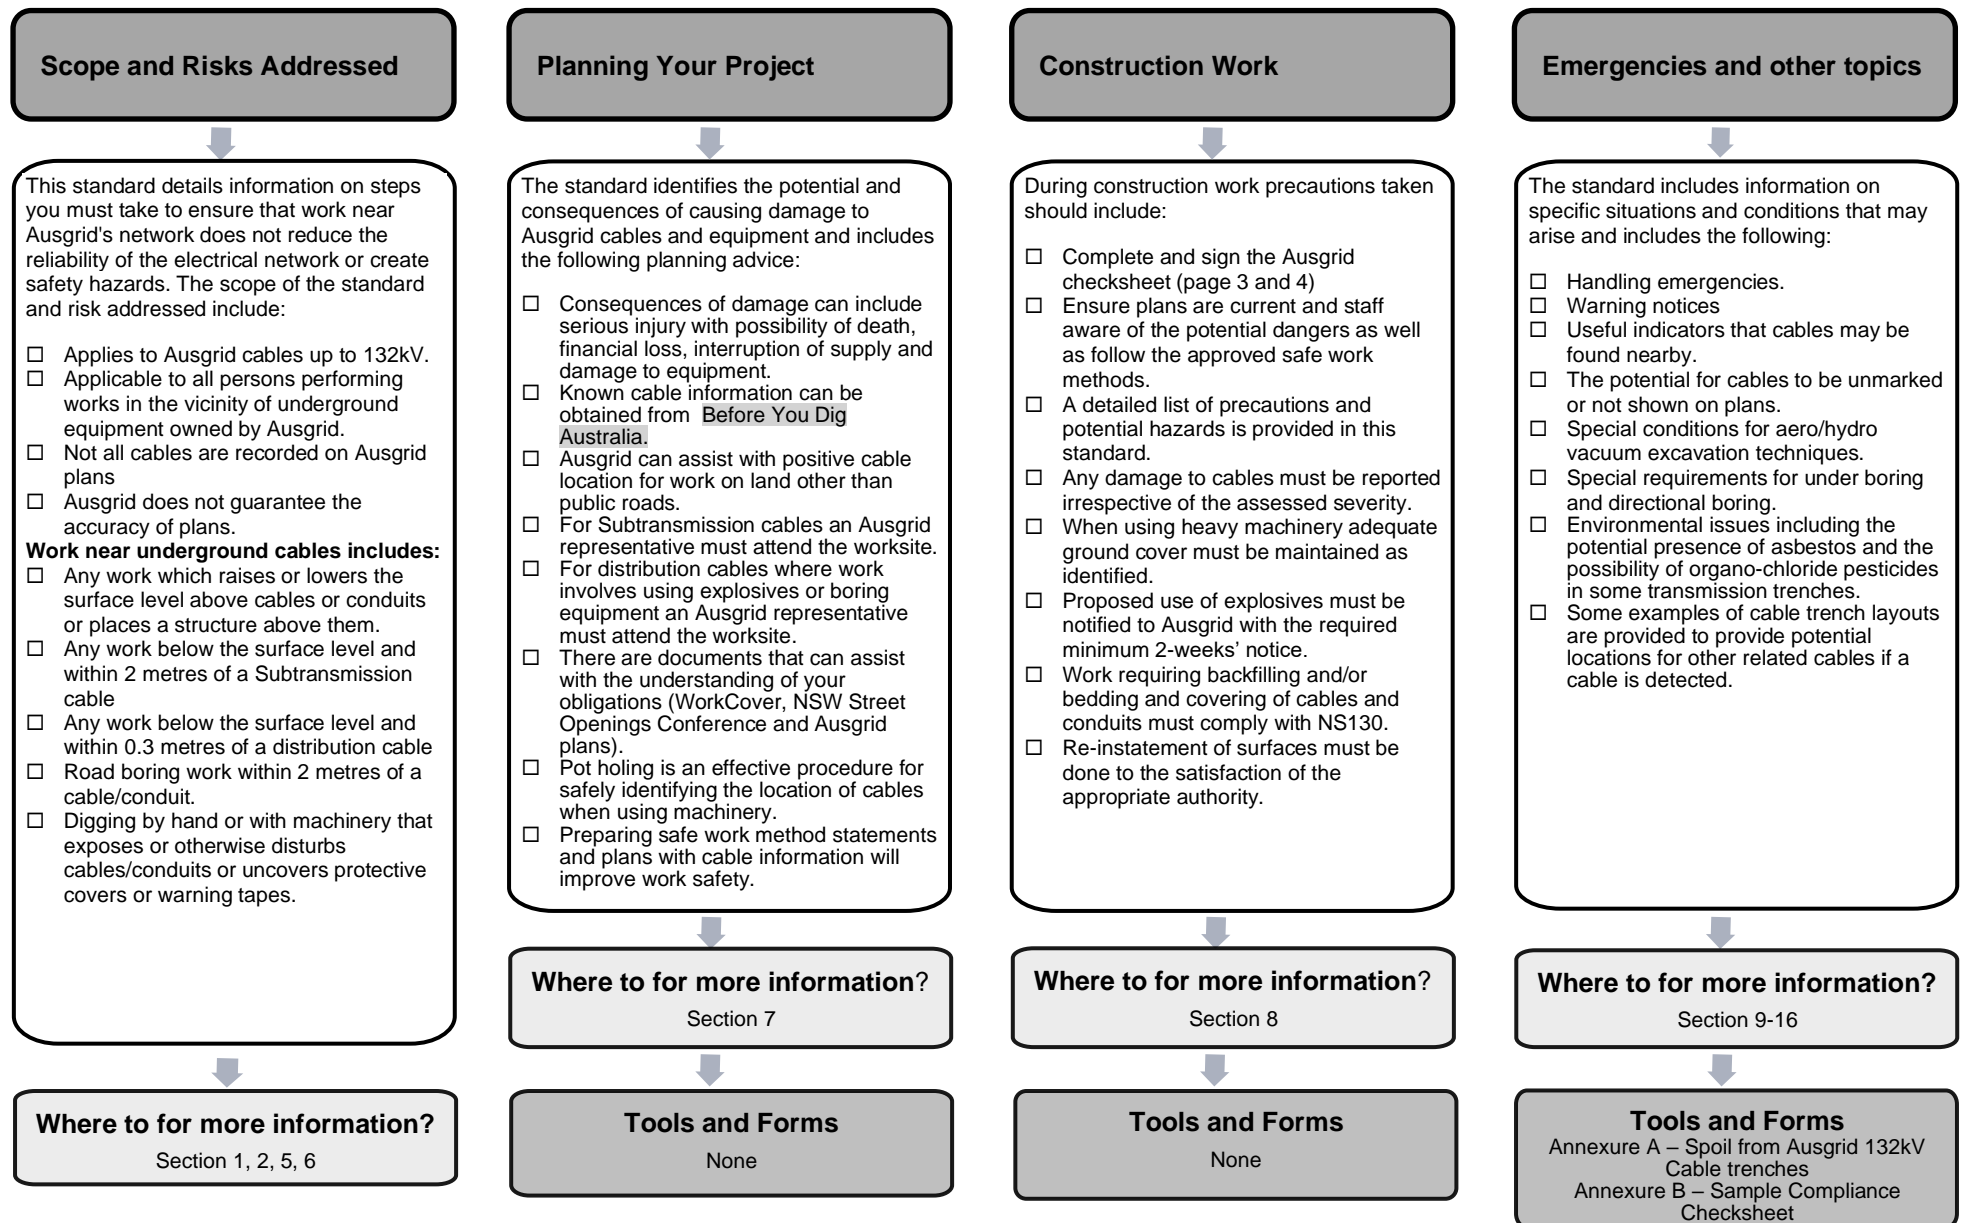 Scope and Risks Addressed
This standard details information on steps
you must take to ensure that work near
Ausgrid's network does not reduce the
reliability of the electrical network or create
safety hazards. The scope of the standard
and risk addressed include:
☐ Applies to Ausgrid cables up to 132kV.
☐ Applicable to all persons performing
works in the vicinity of underground
equipment owned by Ausgrid.
☐ Not all cables are recorded on Ausgrid
plans
☐ Ausgrid does not guarantee the
accuracy of plans.
Work near underground cables includes:
☐ Any work which raises or lowers the
surface level above cables or conduits
or places a structure above them.
☐ Any work below the surface level and
within 2 metres of a Subtransmission
cable
☐ Any work below the surface level and
within 0.3 metres of a distribution cable
☐ Road boring work within 2 metres of a
cable/conduit.
☐ Digging by hand or with machinery that
exposes or otherwise disturbs
cables/conduits or uncovers protective
covers or warning tapes.
Where to for more information?
Section 1, 2, 5, 6
Planning Your Project
The standard identifies the potential and
consequences of causing damage to
Ausgrid cables and equipment and includes
the following planning advice:
☐ Consequences of damage can include
serious injury with possibility of death,
financial loss, interruption of supply and
damage to equipment.
☐ Known cable information can be
obtained from Before You Dig
Australia.
☐ Ausgrid can assist with positive cable
location for work on land other than
public roads.
☐ For Subtransmission cables an Ausgrid
representative must attend the worksite.
☐ For distribution cables where work
involves using explosives or boring
equipment an Ausgrid representative
must attend the worksite.
☐ There are documents that can assist
with the understanding of your
obligations (WorkCover, NSW Street
Openings Conference and Ausgrid
plans).
☐ Pot holing is an effective procedure for
safely identifying the location of cables
when using machinery.
☐ Preparing safe work method statements
and plans with cable information will
improve work safety.
Where to for more information?
Section 7
Tools and Forms
None
Construction Work
During construction work precautions taken
should include:
☐ Complete and sign the Ausgrid
checksheet (page 3 and 4)
☐ Ensure plans are current and staff
aware of the potential dangers as well
as follow the approved safe work
methods.
☐ A detailed list of precautions and
potential hazards is provided in this
standard.
☐ Any damage to cables must be reported
irrespective of the assessed severity.
☐ When using heavy machinery adequate
ground cover must be maintained as
identified.
☐ Proposed use of explosives must be
notified to Ausgrid with the required
minimum 2-weeks’ notice.
☐ Work requiring backfilling and/or
bedding and covering of cables and
conduits must comply with NS130.
☐ Re-instatement of surfaces must be
done to the satisfaction of the
appropriate authority.
Where to for more information?
Section 8
Tools and Forms
None
Emergencies and other topics
The standard includes information on
specific situations and conditions that may
arise and includes the following:
☐ Handling emergencies.
☐ Warning notices
☐ Useful indicators that cables may be
found nearby.
☐ The potential for cables to be unmarked
or not shown on plans.
☐ Special conditions for aero/hydro
vacuum excavation techniques.
☐ Special requirements for under boring
and directional boring.
☐ Environmental issues including the
potential presence of asbestos and the
possibility of organo-chloride pesticides
in some transmission trenches.
☐ Some examples of cable trench layouts
are provided to provide potential
locations for other related cables if a
cable is detected.
Where to for more information?
Section 9-16
Tools and Forms
Annexure A – Spoil from Ausgrid 132kV
Cable trenches
Annexure B – Sample Compliance
Checksheet